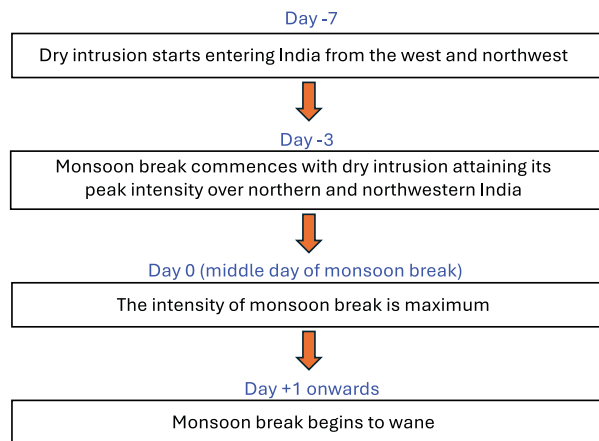 Day -7
Dry intrusion starts entering India from the west and northwest
Day -3
Monsoon break commences with dry intrusion attaining its
peak intensity over northern and northwestern India
Day 0 (middle day of monsoon break)
The intensity of monsoon break is maximum
Day +1 onwards
Monsoon break begins to wane